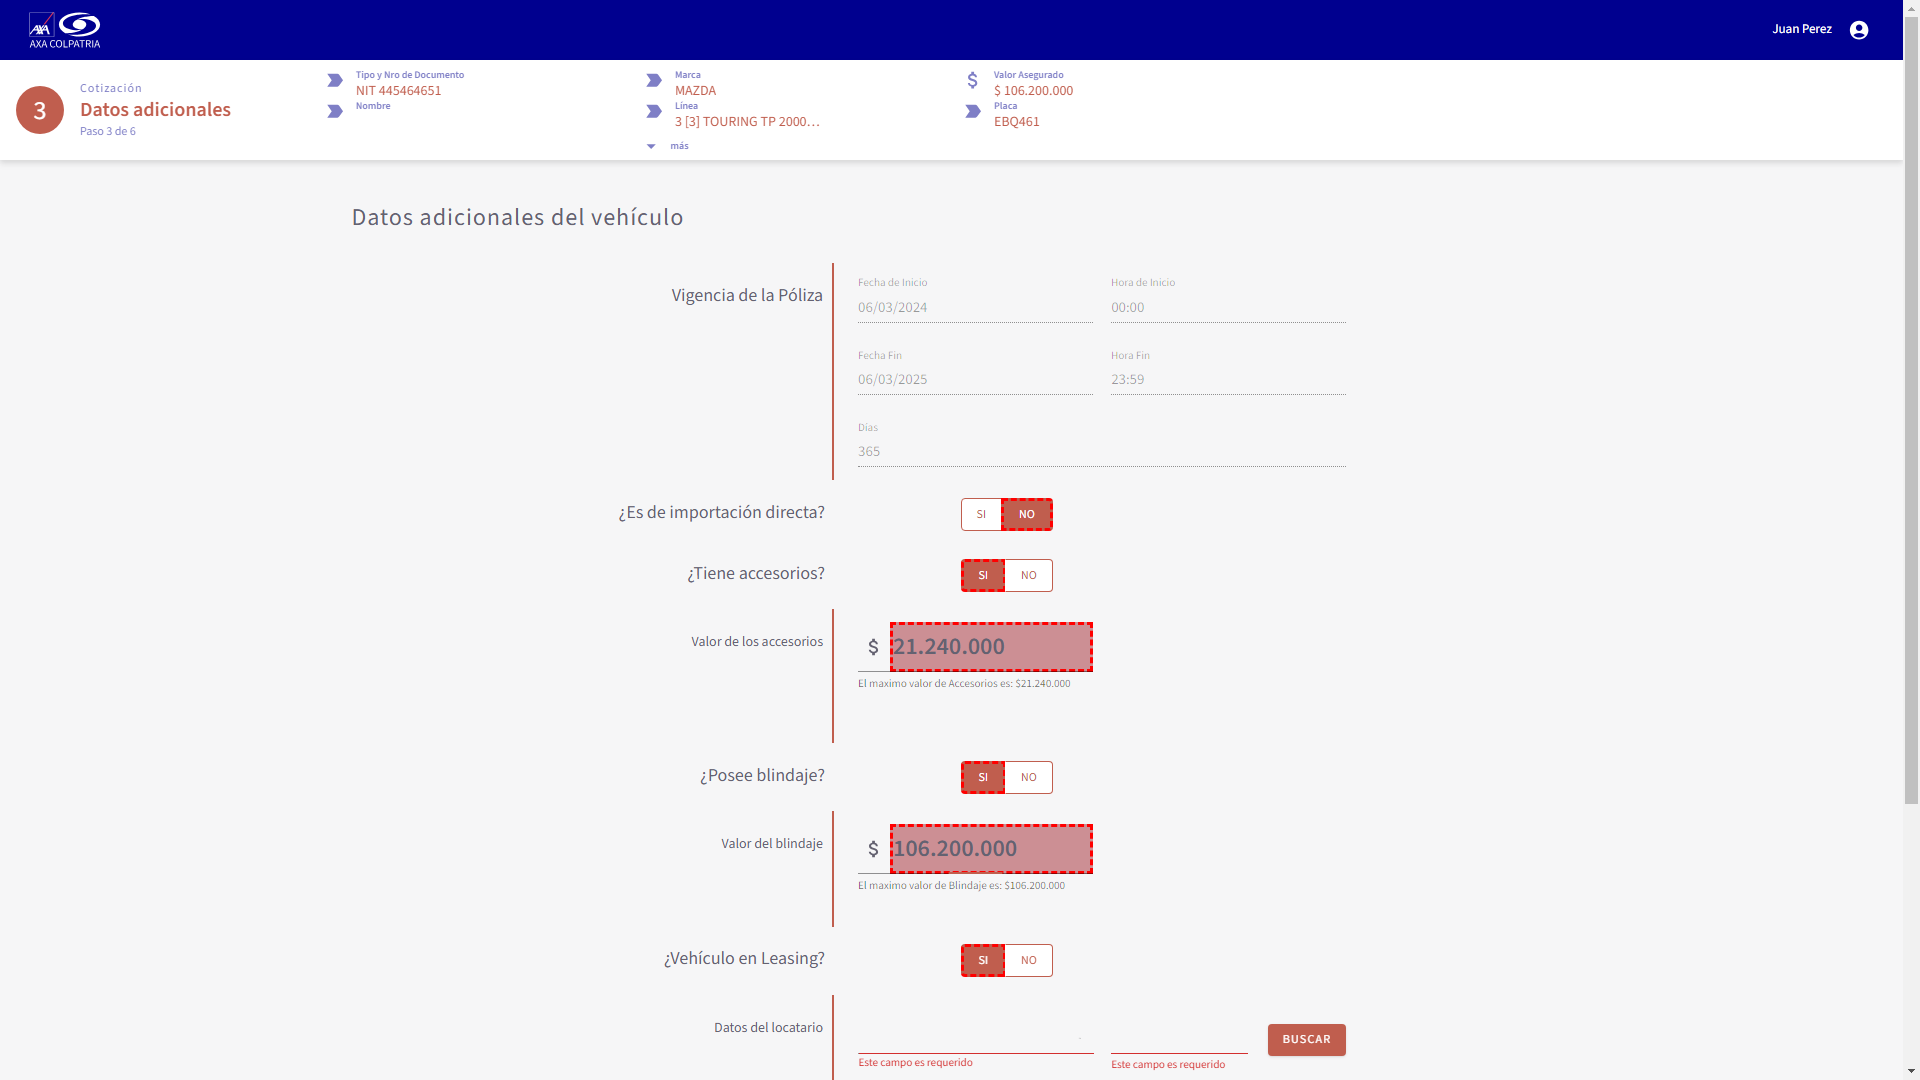 AXA
AXA COLPATRIA
Juan Perez
3
Cotización
Datos adicionales
Paso 3 de 6
Tipo y Nro de Documento
NIT 445464651
Nombre
Marca
MAZDA
Línea
3 [3] TOURING TP 2000...
más
Valor Asegurado
$ 106.200.000
Placa
EBQ461
Datos adicionales del vehículo
Vigencia de la Póliza
Fecha de Inicio
06/03/2024
Hora de Inicio
00:00
Fecha Fin
06/03/2025
Hora Fin
23:59
Días
365
¿Es de importación directa?
SI NO
¿Tiene accesorios?
SI NO
Valor de los accesorios
$ 21.240.000
El maximo valor de Accesorios es: $21.240.000
¿Posee blindaje?
SI NO
Valor del blindaje
$ 106.200.000
El maximo valor de Blindaje es: $106.200.000
¿Vehículo en Leasing?
SI NO
Datos del locatario
BUSCAR
Este campo es requerido
Este campo es requerido